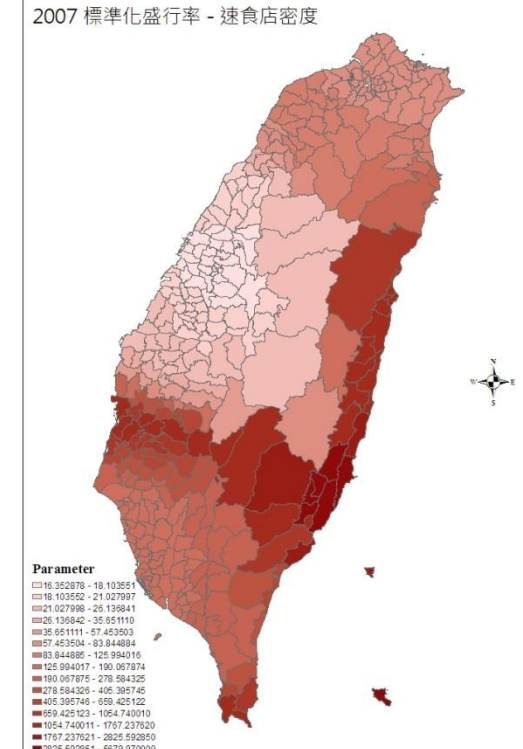 2007 標準化盛行率 - 速食店密度
N
W E
S
Parameter
16.352878 - 18.103551
18.103552 - 21.027997
21.027998 - 26.136841
26.136842 - 35.651110
35.651111 - 57.453503
57.453504 - 83.844884
83.844885 - 125.994016
125.994017 - 190.067874
190.067875 - 278.584325
278.584326 - 405.395745
405.395746 - 659.425122
659.425123 - 1054.740010
1054.740011 - 1767.237620
1767.237621 - 2825.592850